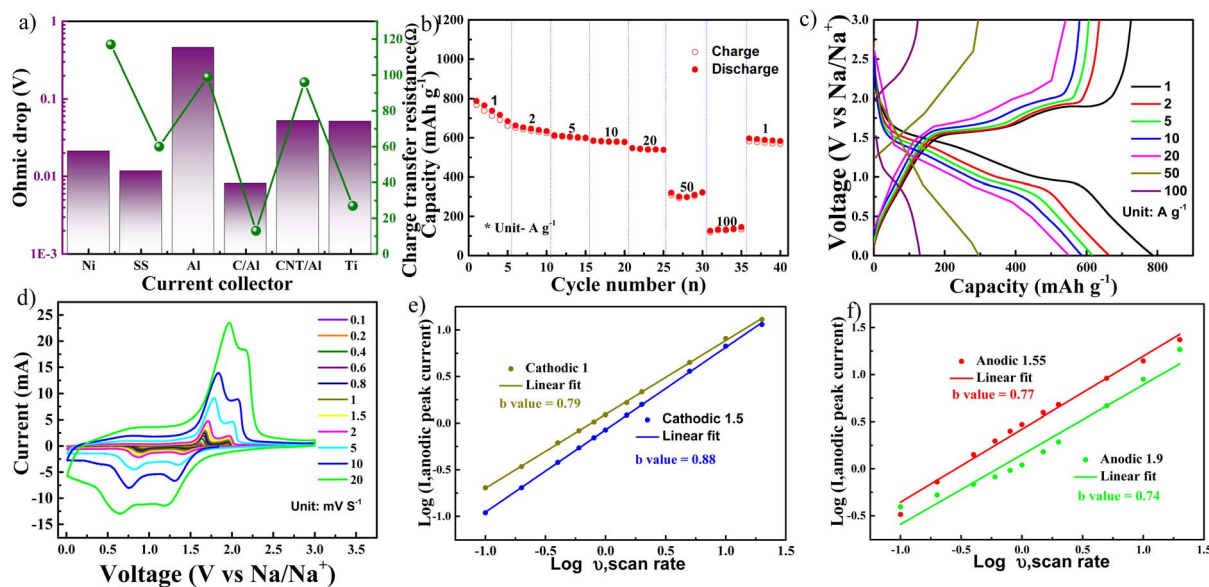 a)
Ohmic drop (V)
1
0.1
0.01
1E-3
Ni SS Al C/Al CNT/Al Ti
Current collector
120
100
80
60
40
20
0
Charge transfer resistance(Ω)
b)
Capacity (mAh g-1)
1200
1000
800
600
400
200
0
Charge
Discharge
1 2 5 10 20 50 100 1
* Unit- A g-1
0 5 10 15 20 25 30 35 40
Cycle number (n)
c)
Voltage (V vs Na/Na+
3.0
2.5
2.0
1.5
1.0
0.5
0.0
1
2
5
10
20
50
100
Unit: A g-1
0 200 400 600 800
Capacity (mAh g-1)
d)
Current (mA)
25
20
15
10
5
0
-5
-10
-15
0.1
0.2
0.4
0.6
0.8
1
1.5
2
5
10
20
Unit: mV S-1
0.0 0.5 1.0 1.5 2.0 2.5 3.0 3.5
Voltage (V vs Na/Na+)
e)
Log (I,anodic peak current)
1.0
0.5
0.0
-0.5
-1.0
Cathodic 1
Linear fit
b value = 0.79
Cathodic 1.5
Linear fit
b value = 0.88
-1.0 -0.5 0.0 0.5 1.0 1.5
Log υ,scan rate
f)
Log (I,anodic peak current)
1.5
1.0
0.5
0.0
-0.5
Anodic 1.55
Linear fit
b value = 0.77
Anodic 1.9
Linear fit
b value = 0.74
-1.0 -0.5 0.0 0.5 1.0 1.5
Log υ,scan rate